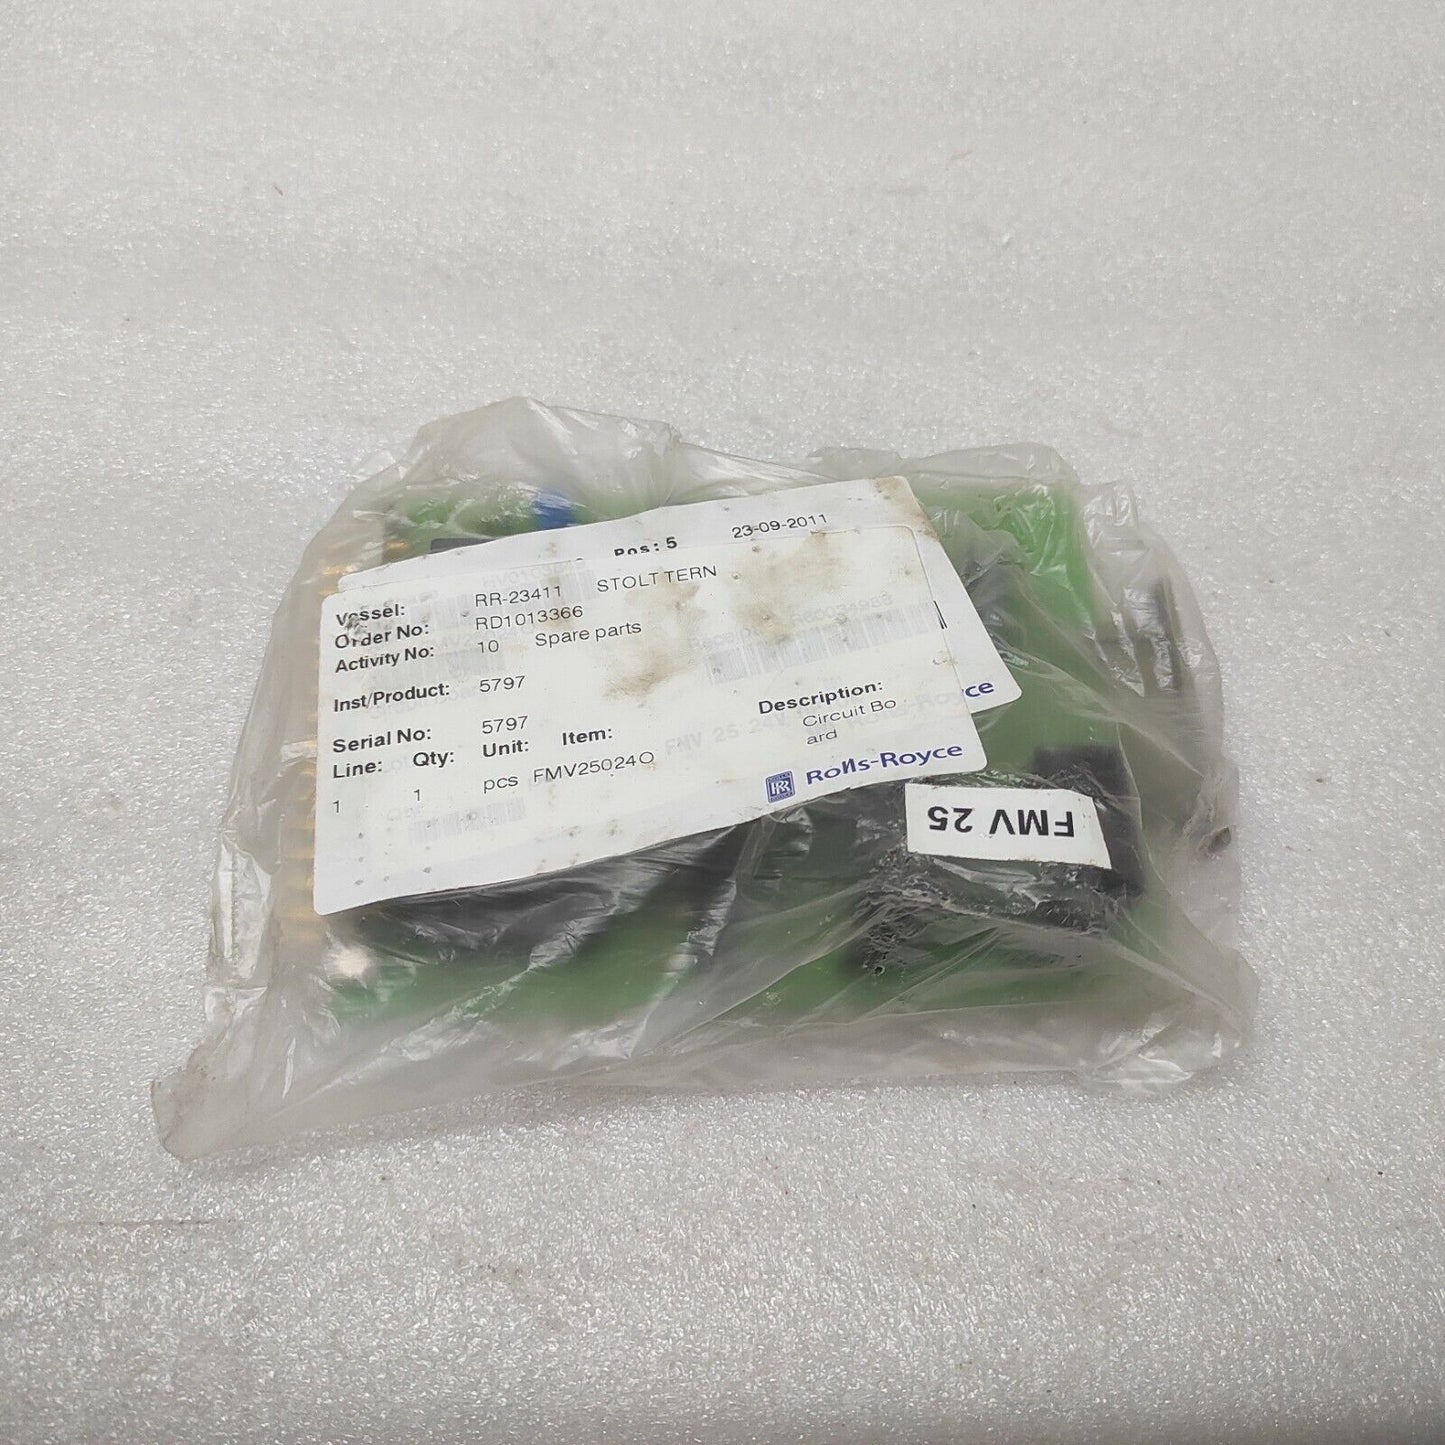 Pos: 5 23-09-2011
Vessel: RR-23411 STOLT TERN
Order No: RD1013366
Activity No: 10 Spare parts
Inst/Product: 5797
Serial No: 5797
Line: Qty: Unit: Item: Description:
1 1 pcs FMV25024O Circuit Bo
ard
Rolls-Royce
yce
FMV 25